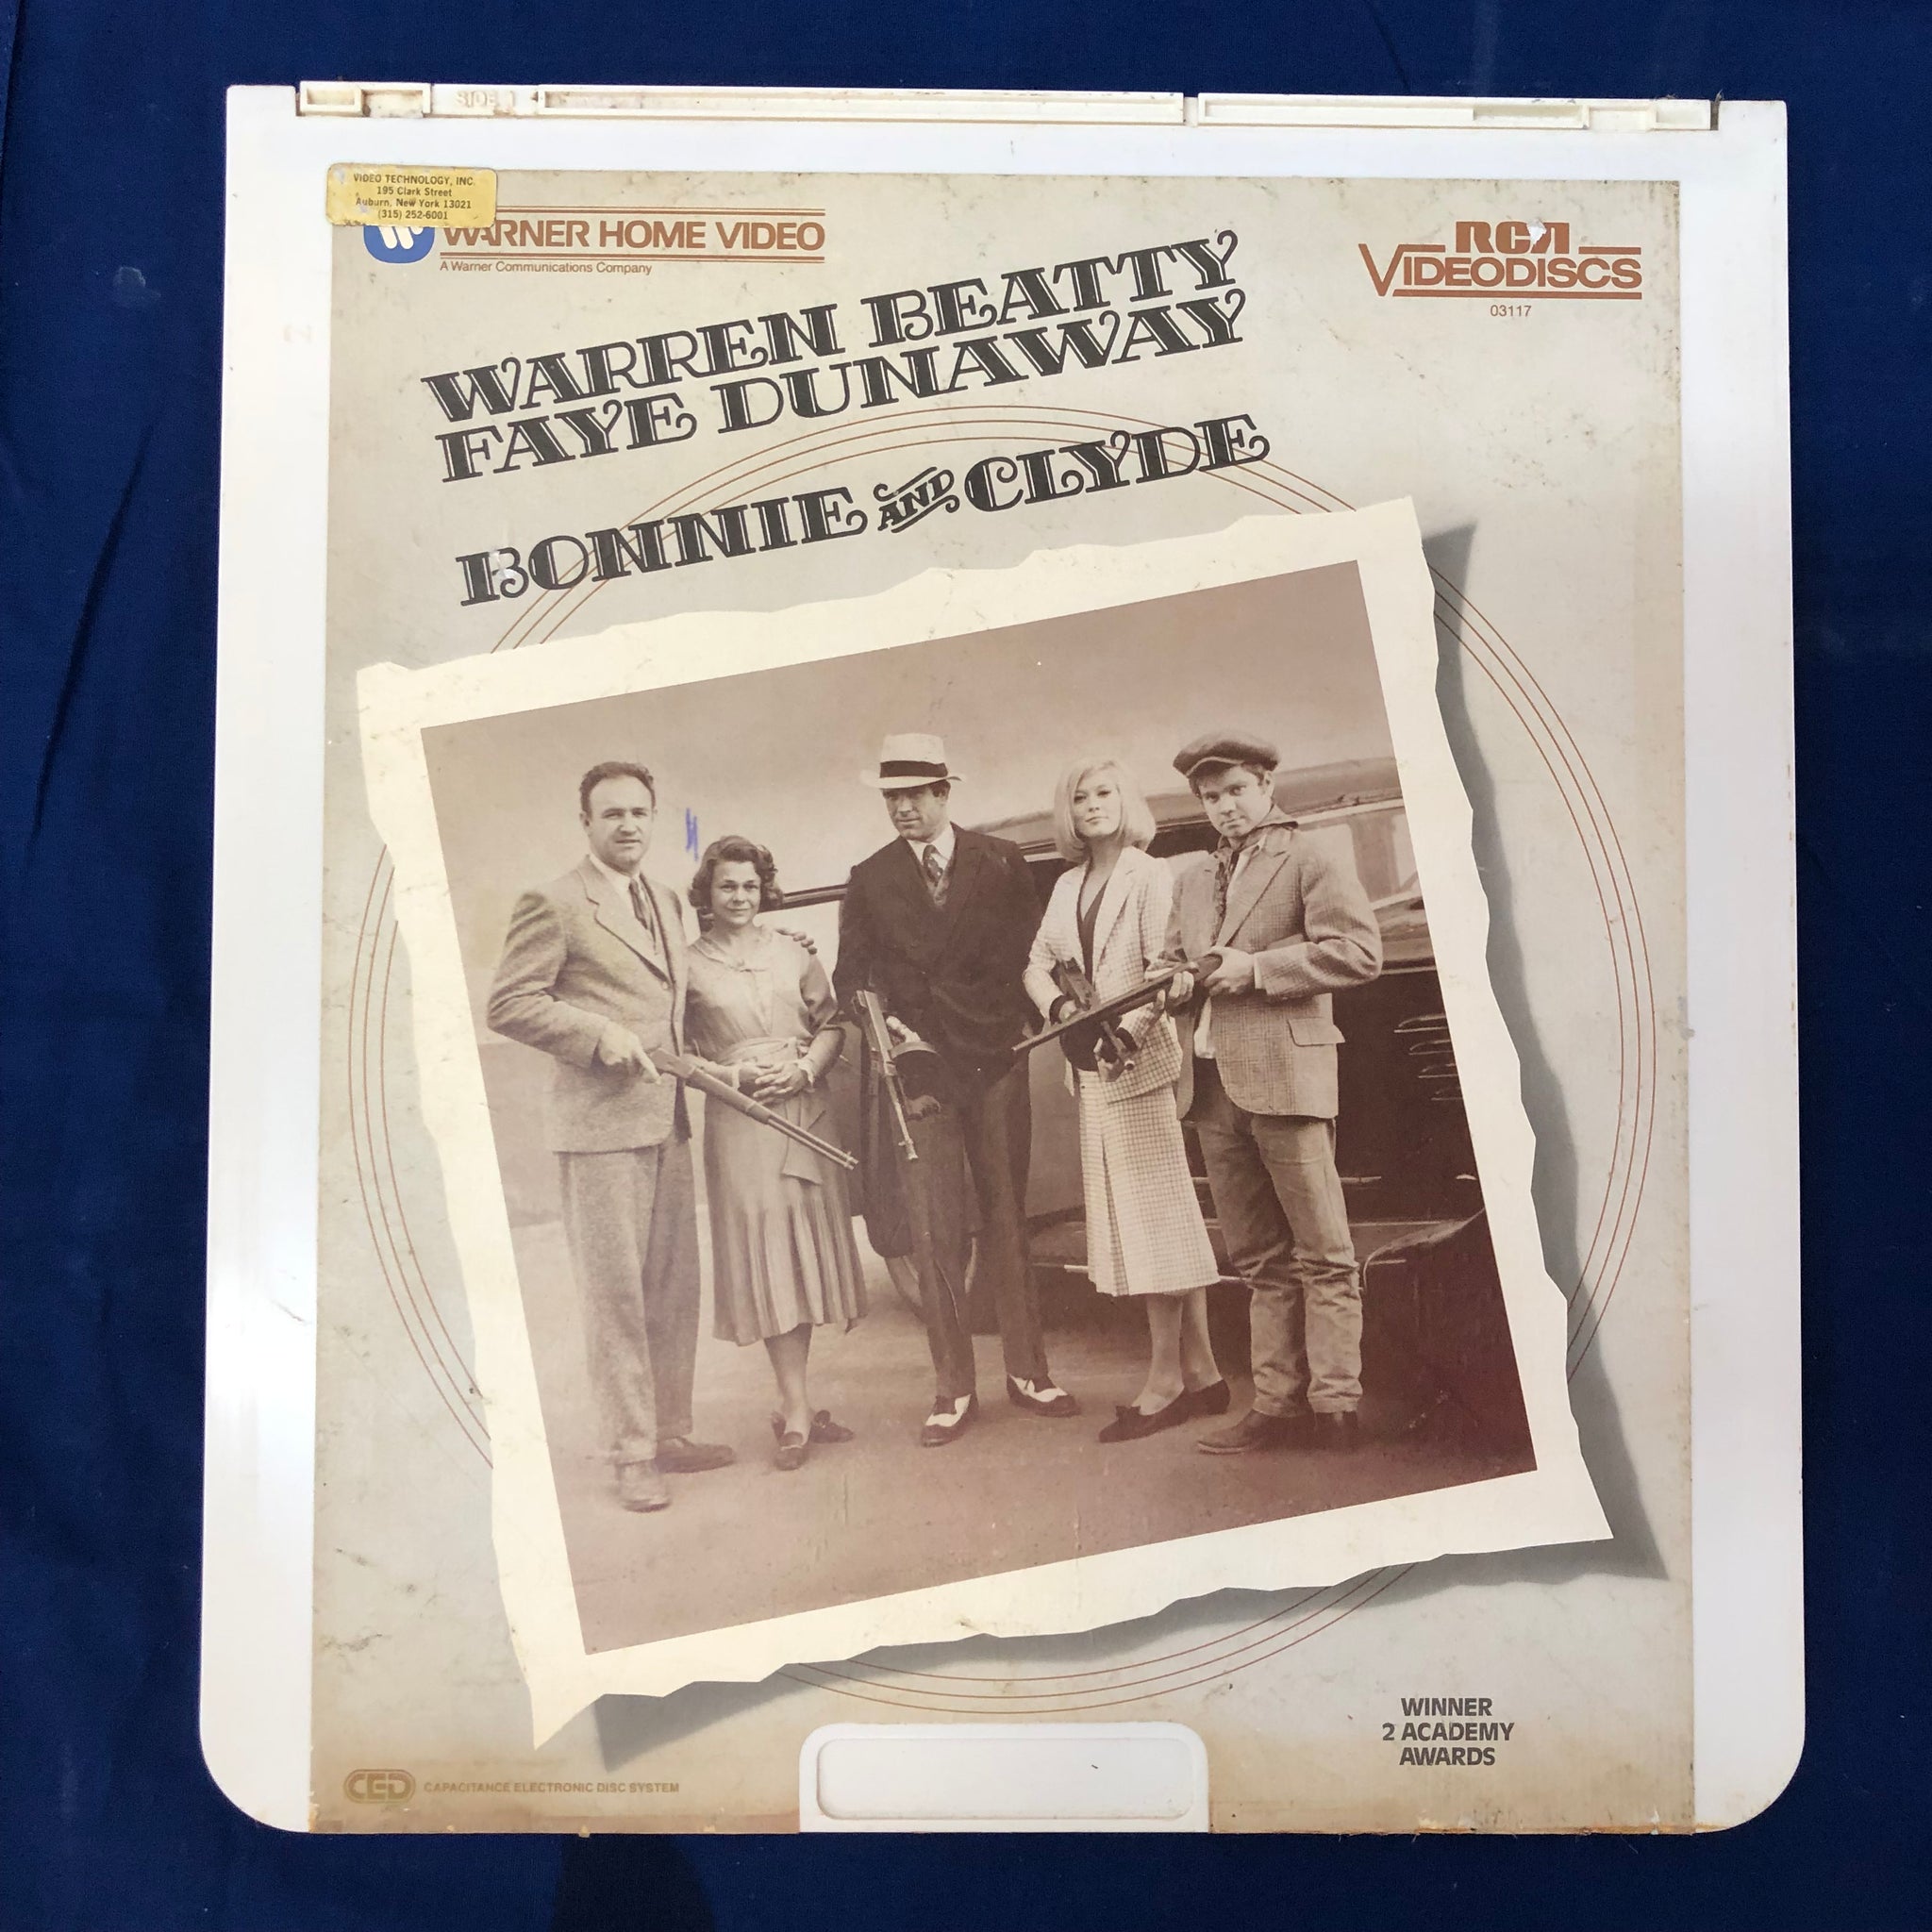 SIDE 1
VIDEO TECHNOLOGY, INC.
195 Clark Street
Auburn, New York 13021
(315) 252-6001
WARNER HOME VIDEO
A Warner Communications Company
RCA
VIDEODISCS
03117
WARREN BEATTY
FAYE DUNAWAY
BONNIE AND CLYDE
WINNER
2 ACADEMY
AWARDS
CED CAPACITANCE ELECTRONIC DISC SYSTEM